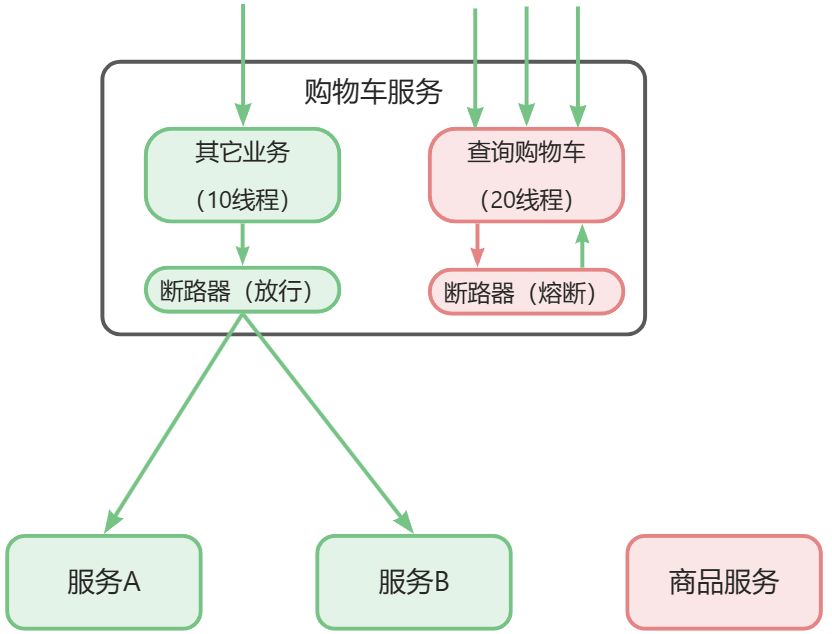 购物车服务
其它业务
（10线程）
查询购物车
（20线程）
断路器（放行）
断路器（熔断）
服务A
服务B
商品服务